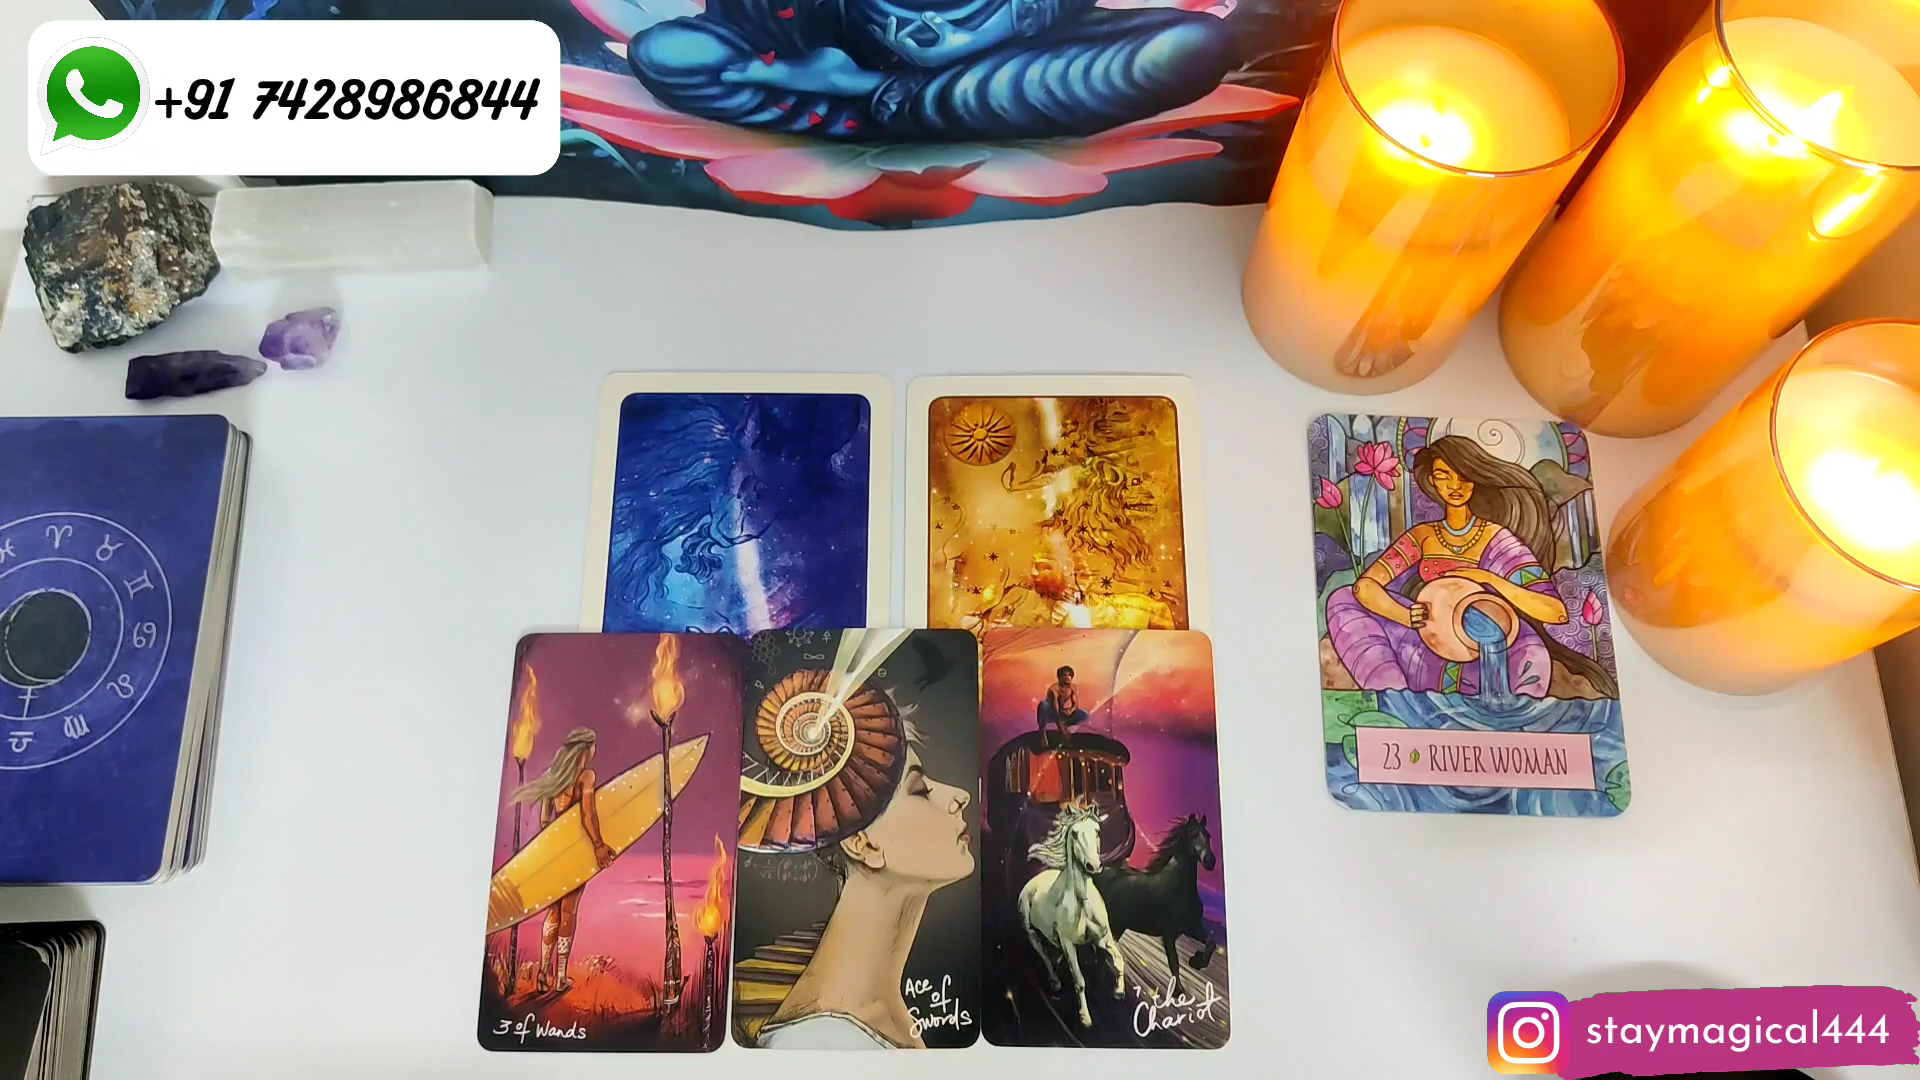 +91 7428986844
23 RIVER WOMAN
3 of Wands
Ace
of
Swords
7 the
Chariot
staymagical444